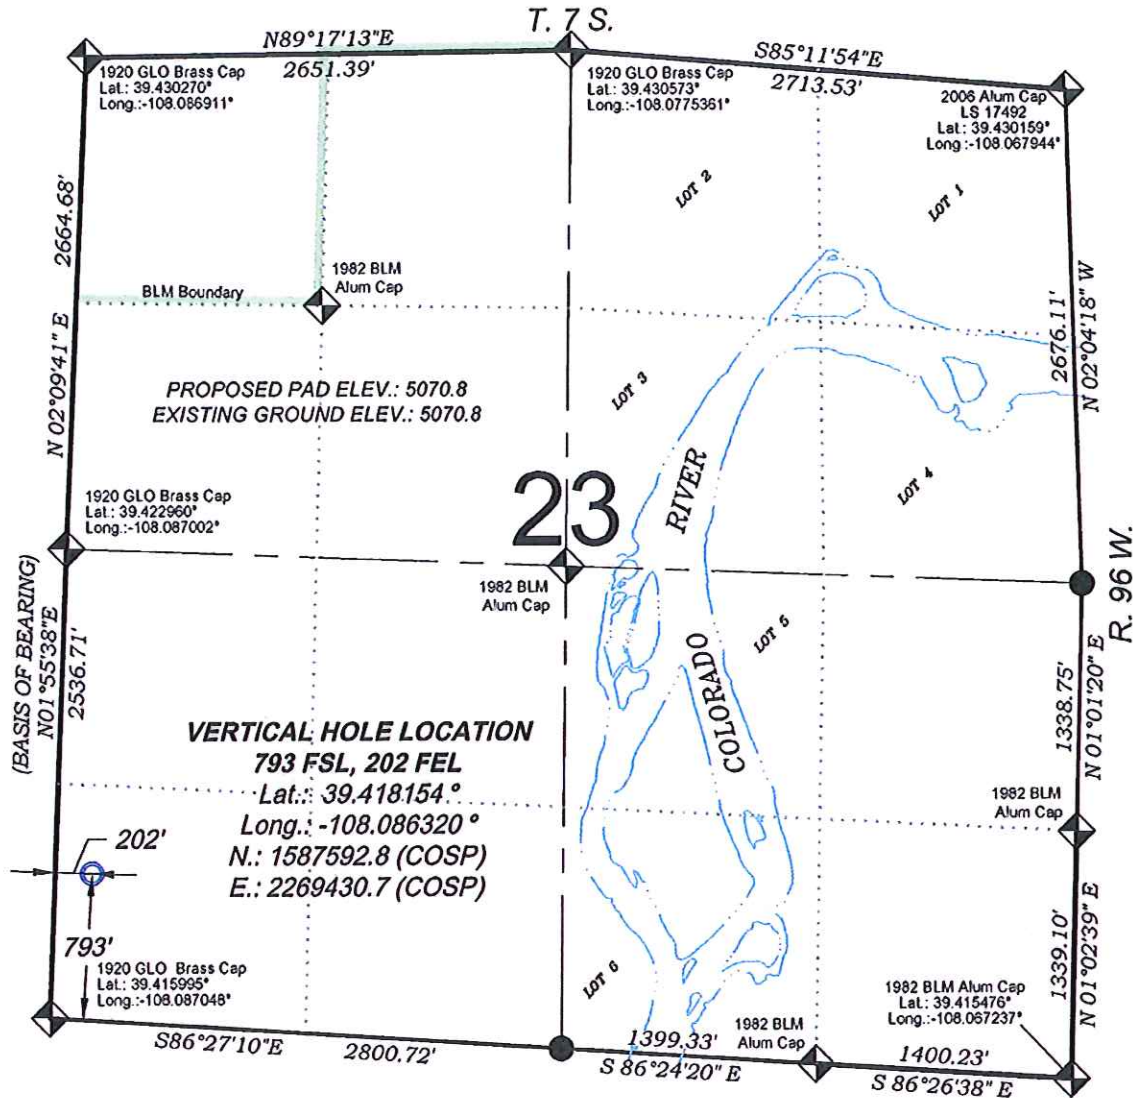 T. 7 S.
N89°17'13"E
2651.39'
S85°11'54"E
2713.53'
1920 GLO Brass Cap
Lat.: 39.430270°
Long.:-108.086911°
1920 GLO Brass Cap
Lat.: 39.430573°
Long.:-108.0775361°
2006 Alum Cap
LS 17492
Lat.: 39.430159°
Long.:-108.067944°
LOT 2
LOT 1
2664.68'
N 02°09'41" E
1982 BLM
Alum Cap
BLM Boundary
2676.11'
N 02°04'18" W
PROPOSED PAD ELEV.: 5070.8
EXISTING GROUND ELEV.: 5070.8
LOT 3
LOT 4
RIVER
23
1920 GLO Brass Cap
Lat.: 39.422960°
Long.:-108.087002°
1982 BLM
Alum Cap
R. 96 W.
(BASIS OF BEARING)
N01°55'38"E
2536.71'
LOT 5
COLORADO
1338.75'
N 01°01'20" E
VERTICAL HOLE LOCATION
793 FSL, 202 FEL
Lat.: 39.418154°
Long.: -108.086320°
N.: 1587592.8 (COSP)
E.: 2269430.7 (COSP)
1982 BLM
Alum Cap
202'
793'
1920 GLO Brass Cap
Lat.: 39.415995°
Long.:-108.087048°
LOT 6
1339.10'
N 01°02'39" E
1982 BLM Alum Cap
Lat.: 39.415476°
Long.:-108.067237°
1982 BLM
Alum Cap
S86°27'10"E
2800.72'
1399.33'
S 86°24'20" E
1400.23'
S 86°26'38" E